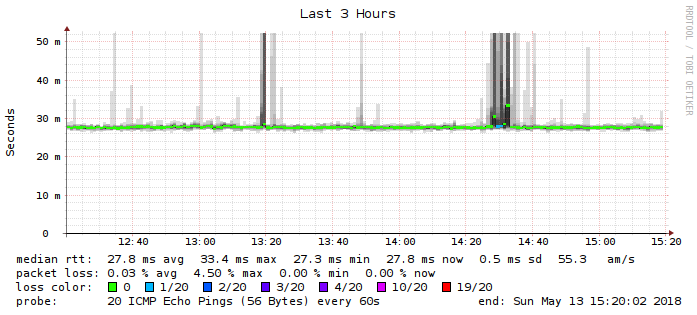 Last 3 Hours
RRDTOOL / TOBI OETIKER
Seconds
50 m
40 m
30 m
20 m
10 m
0
12:40 13:00 13:20 13:40 14:00 14:20 14:40 15:00 15:20
median rtt: 27.8 ms avg 33.4 ms max 27.3 ms min 27.8 ms now 0.5 ms sd 55.3 am/s
packet loss: 0.03 % avg 4.50 % max 0.00 % min 0.00 % now
loss color: 0 1/20 2/20 3/20 4/20 10/20 19/20
probe: 20 ICMP Echo Pings (56 Bytes) every 60s end: Sun May 13 15:20:02 2018